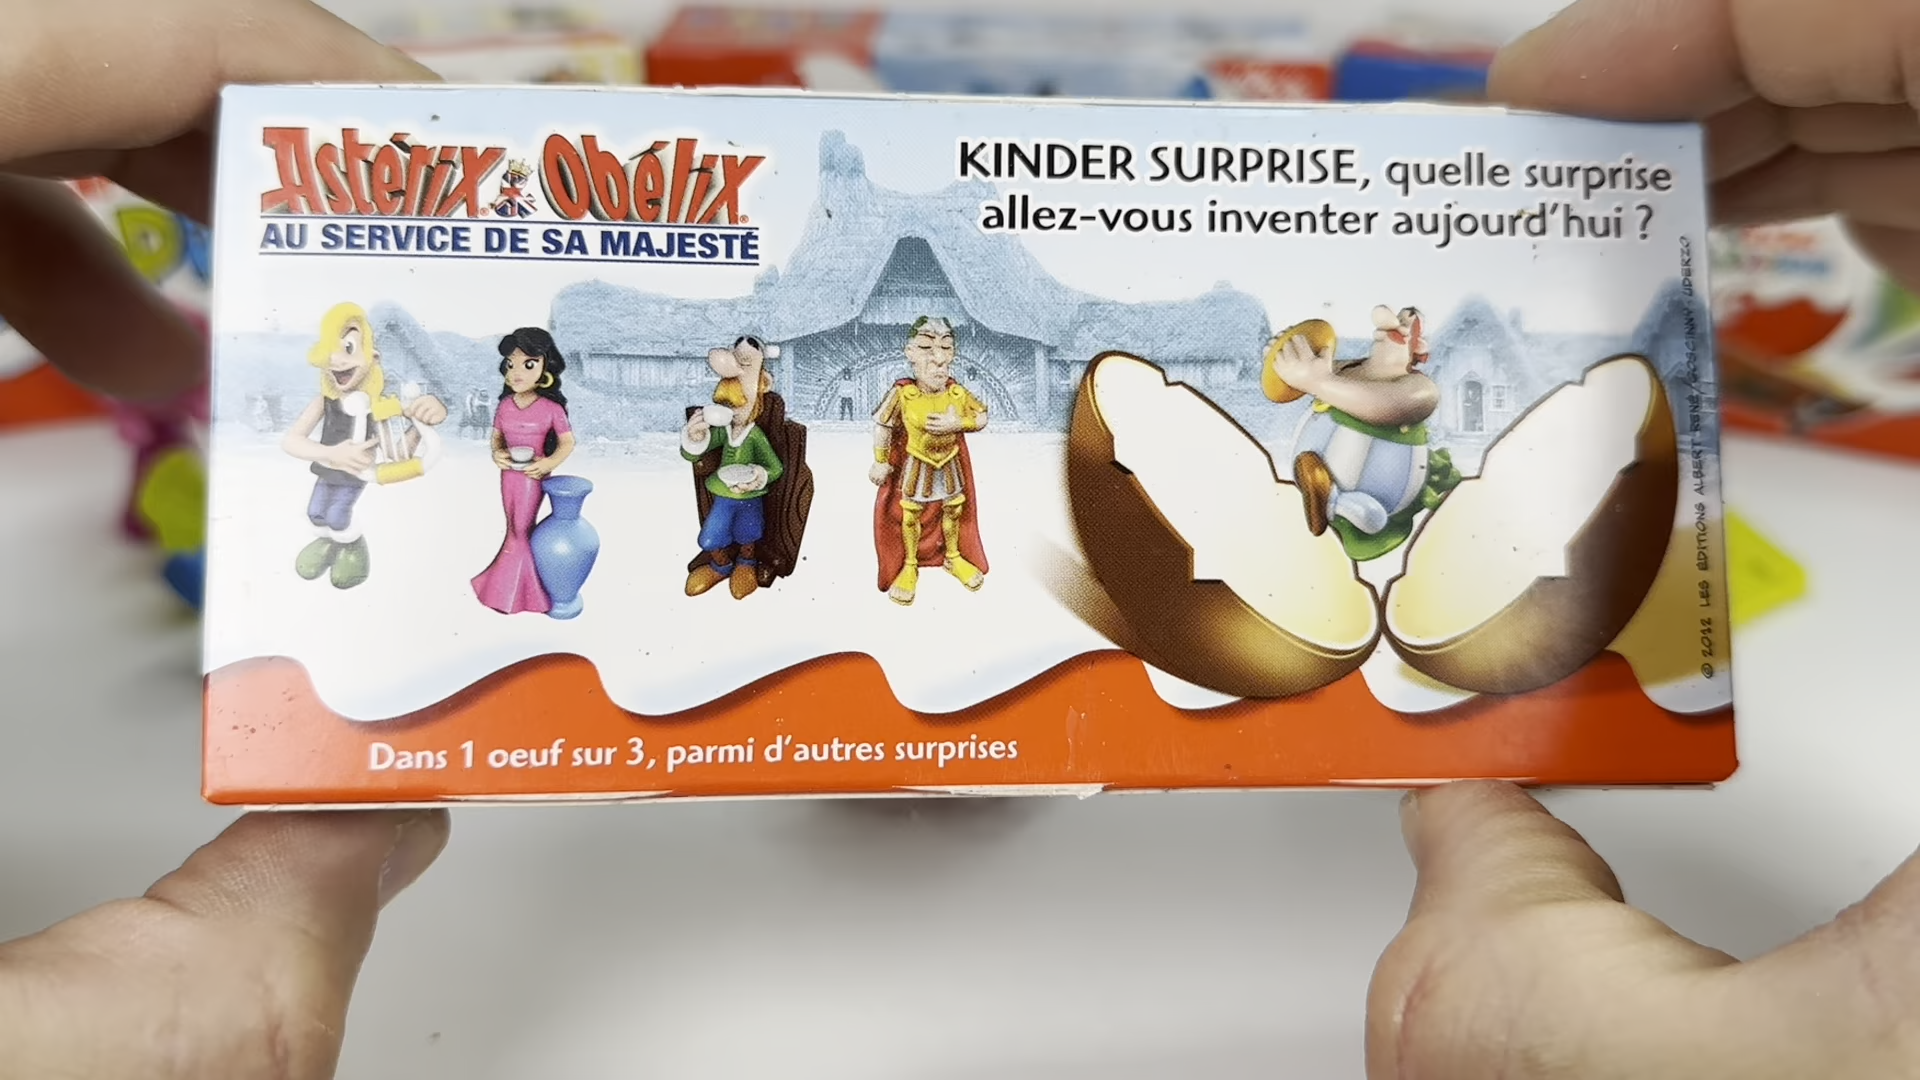 Astérix & Obélix
AU SERVICE DE SA MAJESTÉ
KINDER SURPRISE, quelle surprise
allez-vous inventer aujourd'hui ?
Dans 1 oeuf sur 3, parmi d'autres surprises
© 2012 LES ÉDITIONS ALBERT RENÉ / GOSCINNY - UDERZO